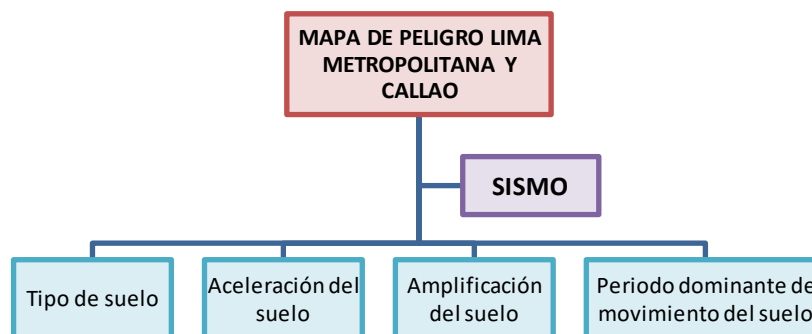 MAPA DE PELIGRO LIMA
METROPOLITANA Y
CALLAO
SISMO
Tipo de suelo
Aceleración del
suelo
Amplificación
del suelo
Periodo dominante de
movimiento del suelo